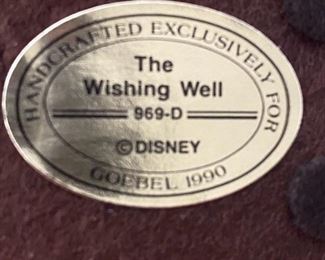 HANDCRAFTED EXCLUSIVELY FOR
The
Wishing Well
969-D
©DISNEY
GOEBEL 1990